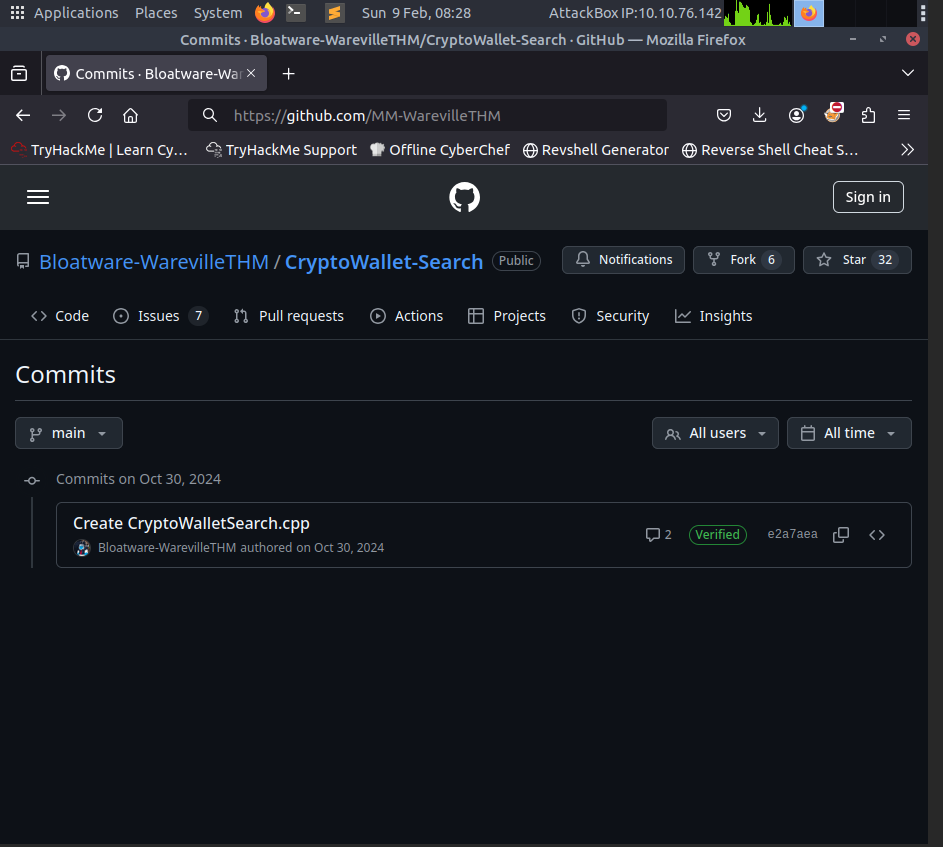 Applications Places System Sun 9 Feb, 08:28 AttackBox IP:10.10.76.142
Commits · Bloatware-WarevilleTHM/CryptoWallet-Search · GitHub — Mozilla Firefox
Commits · Bloatware-War
https://github.com/MM-WarevilleTHM
TryHackMe | Learn Cy… TryHackMe Support Offline CyberChef Revshell Generator Reverse Shell Cheat S…
Sign in
Bloatware-WarevilleTHM / CryptoWallet-Search Public Notifications Fork 6 Star 32
Code Issues 7 Pull requests Actions Projects Security Insights
Commits
main All users All time
Commits on Oct 30, 2024
Create CryptoWalletSearch.cpp
Bloatware-WarevilleTHM authored on Oct 30, 2024 2 Verified e2a7aea